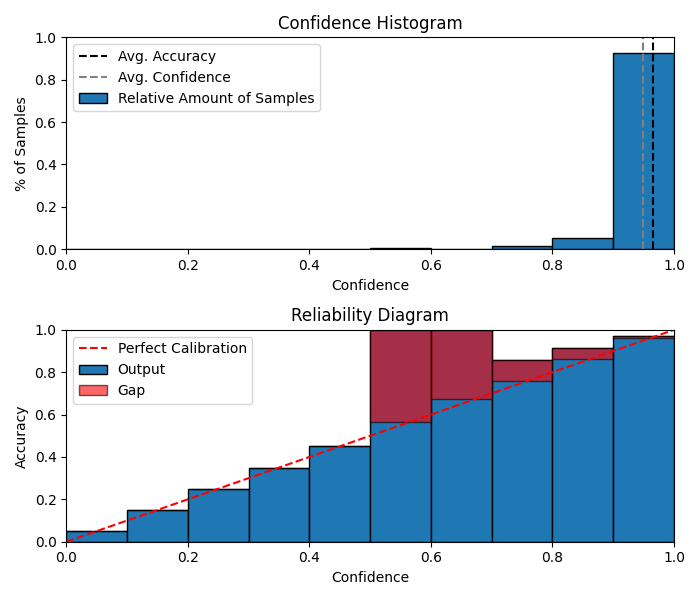 Confidence Histogram
1.0
0.8
0.6
0.4
0.2
0.0
% of Samples
Avg. Accuracy
Avg. Confidence
Relative Amount of Samples
0.0 0.2 0.4 0.6 0.8 1.0
Confidence
Reliability Diagram
1.0
0.8
0.6
0.4
0.2
0.0
Accuracy
Perfect Calibration
Output
Gap
0.0 0.2 0.4 0.6 0.8 1.0
Confidence